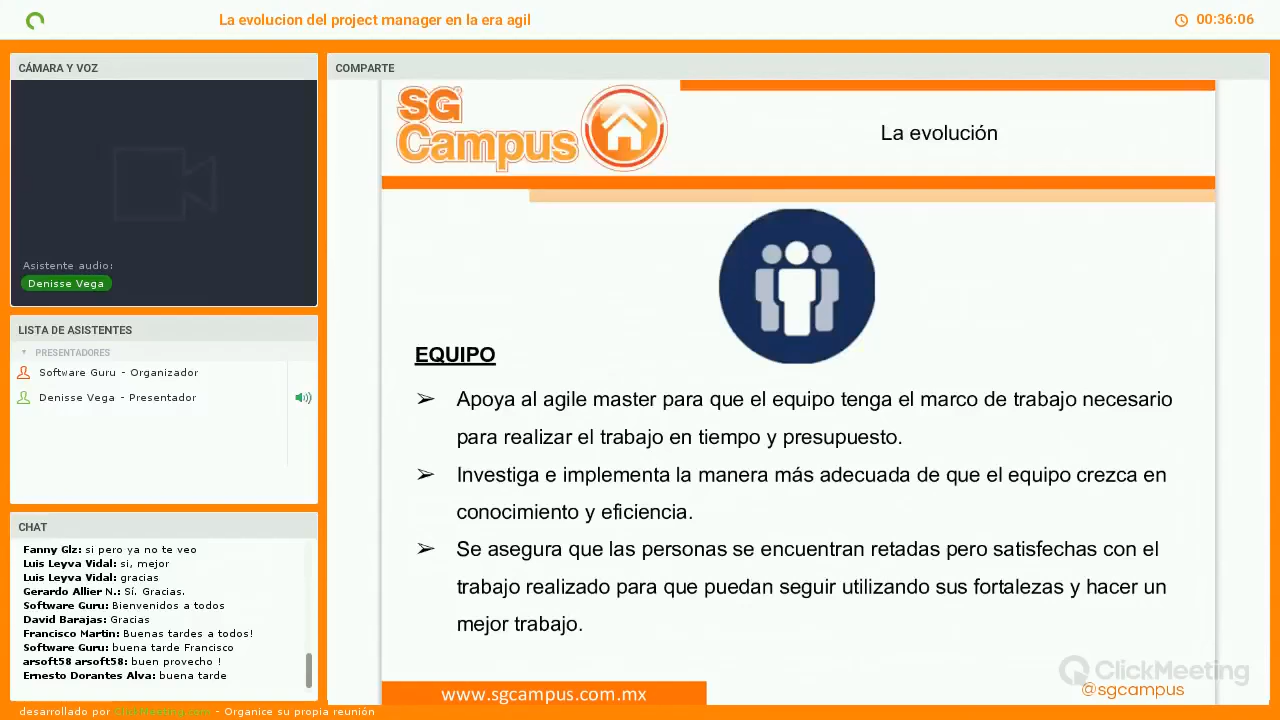 La evolucion del project manager en la era agil
00:36:06
CÁMARA Y VOZ
Asistente audio:
Denisse Vega
LISTA DE ASISTENTES
PRESENTADORES
Software Guru - Organizador
Denisse Vega - Presentador
CHAT
Fanny Glz: si pero ya no te veo
Luis Leyva Vidal: si, mejor
Luis Leyva Vidal: gracias
Gerardo Allier N.: Sí. Gracias.
Software Guru: Bienvenidos a todos
David Barajas: Gracias
Francisco Martin: Buenas tardes a todos!
Software Guru: buena tarde Francisco
arsoft58 arsoft58: buen provecho !
Ernesto Dorantes Alva: buena tarde
COMPARTE
SG
Campus
La evolución
EQUIPO
➢ Apoya al agile master para que el equipo tenga el marco de trabajo necesario
para realizar el trabajo en tiempo y presupuesto.
➢ Investiga e implementa la manera más adecuada de que el equipo crezca en
conocimiento y eficiencia.
➢ Se asegura que las personas se encuentran retadas pero satisfechas con el
trabajo realizado para que puedan seguir utilizando sus fortalezas y hacer un
mejor trabajo.
www.sgcampus.com.mx
ClickMeeting
@sgcampus
desarrollado por ClickMeeting.com - Organice su propia reunión